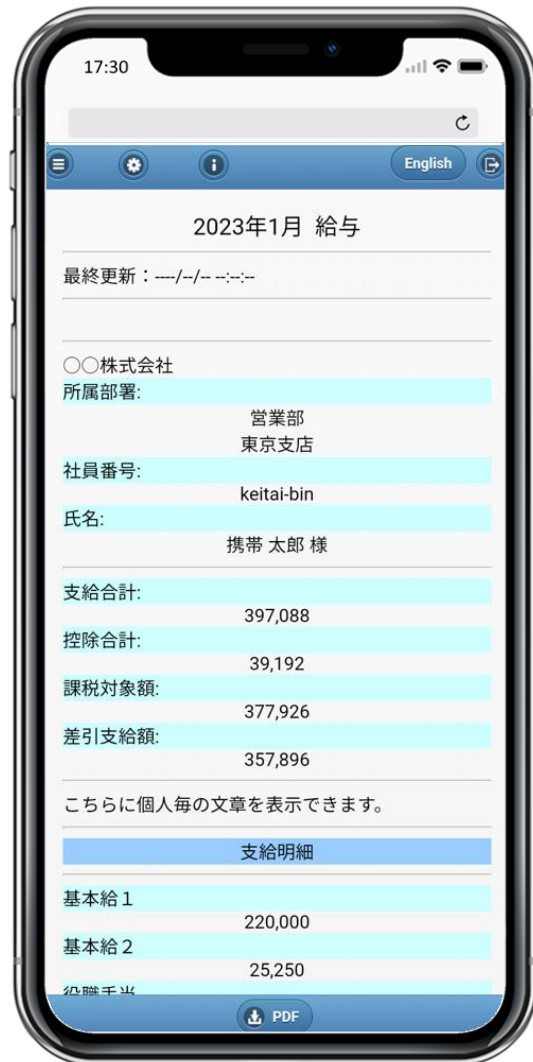 17:30
English
2023年1月 給与
最終更新：----/--/-- --:--:--
○○株式会社
所属部署:
営業部
東京支店
社員番号:
keitai-bin
氏名:
携帯 太郎 様
支給合計:
397,088
控除合計:
39,192
課税対象額:
377,926
差引支給額:
357,896
こちらに個人毎の文章を表示できます。
支給明細
基本給１
220,000
基本給２
25,250
役職手当
PDF